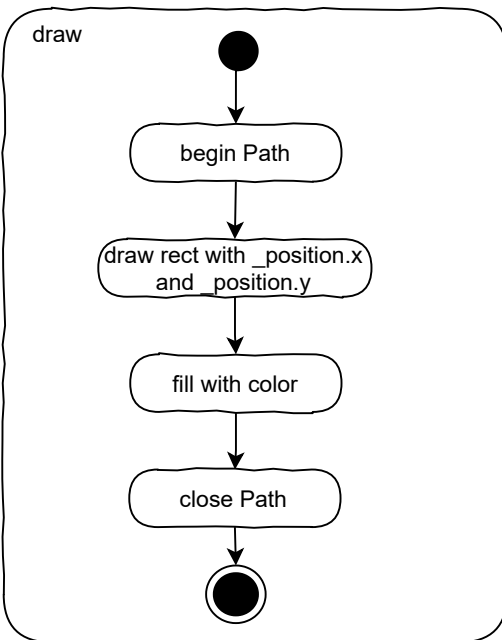 draw
begin Path
draw rect with _position.x
and _position.y
fill with color
close Path